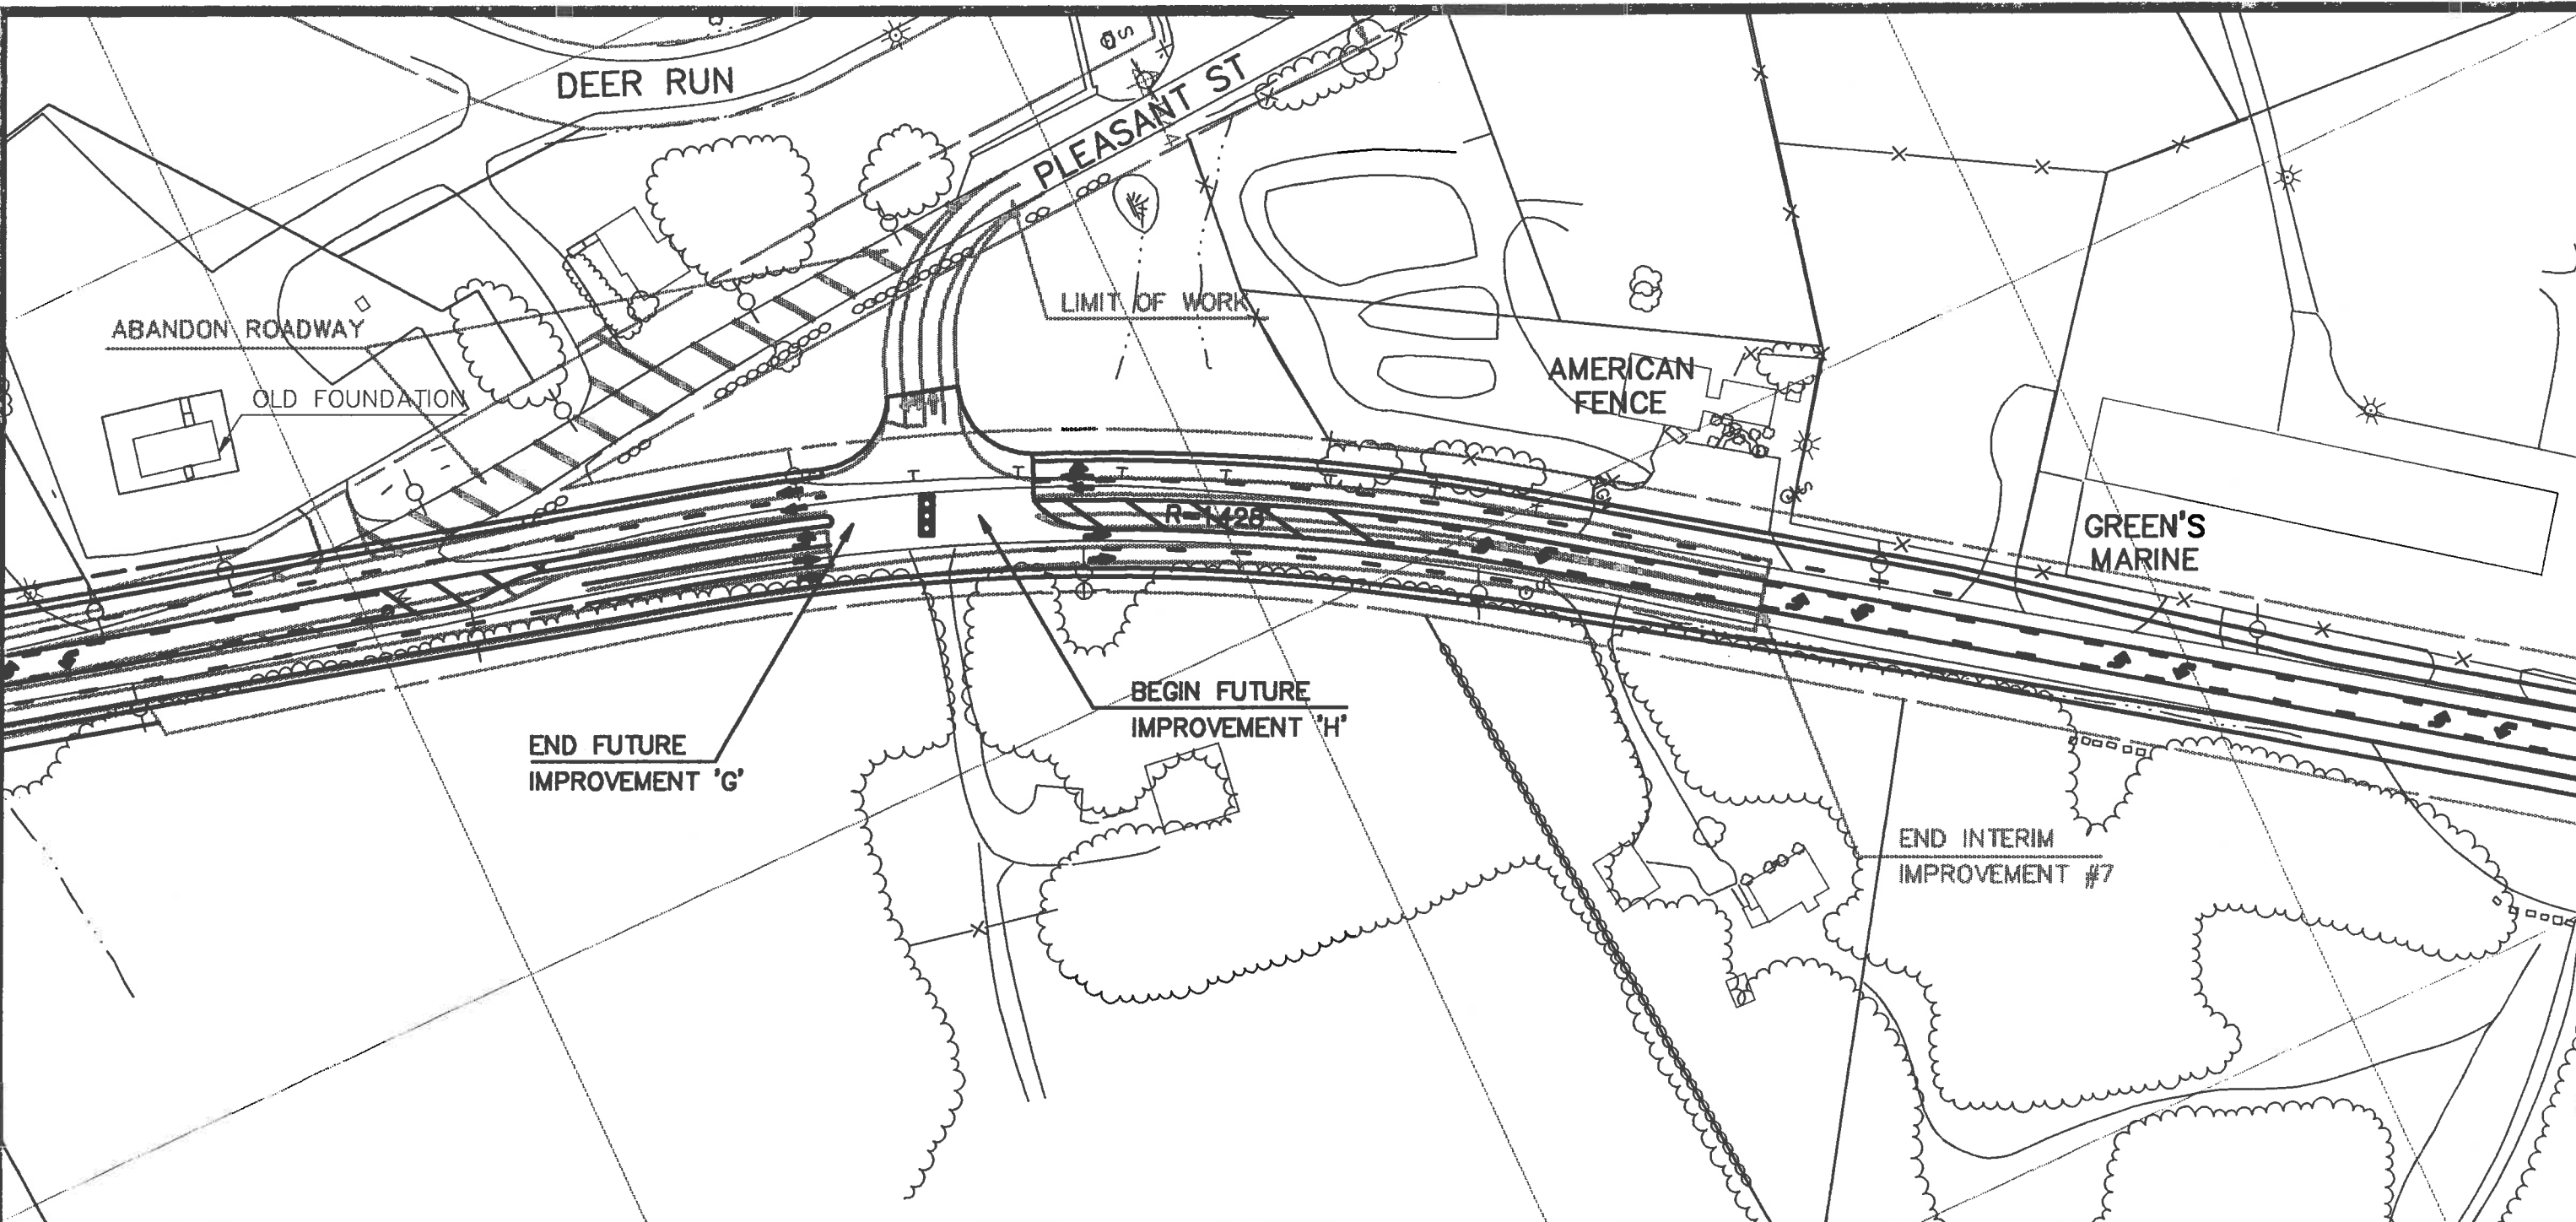 DEER RUN
PLEASANT ST
LIMIT OF WORK
ABANDON ROADWAY
OLD FOUNDATION
AMERICAN
FENCE
R=1426
GREEN'S
MARINE
BEGIN FUTURE
IMPROVEMENT 'H'
END FUTURE
IMPROVEMENT 'G'
END INTERIM
IMPROVEMENT #7